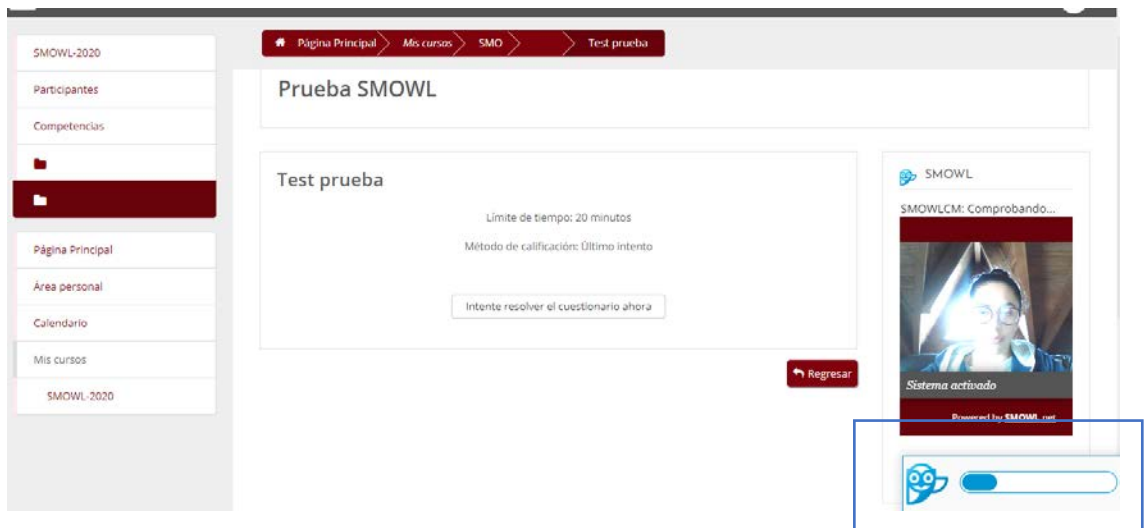 SMOWL-2020
Participantes
Competencias
Página Principal
Área personal
Calendario
Mis cursos
SMOWL-2020
Página Principal Mis cursos SMO Test prueba
Prueba SMOWL
Test prueba
Límite de tiempo: 20 minutos
Método de calificación: Último intento
Intente resolver el cuestionario ahora
Regresar
SMOWL
SMOWLCM: Comprobando...
Sistema activado
Powered by SMOWL.net